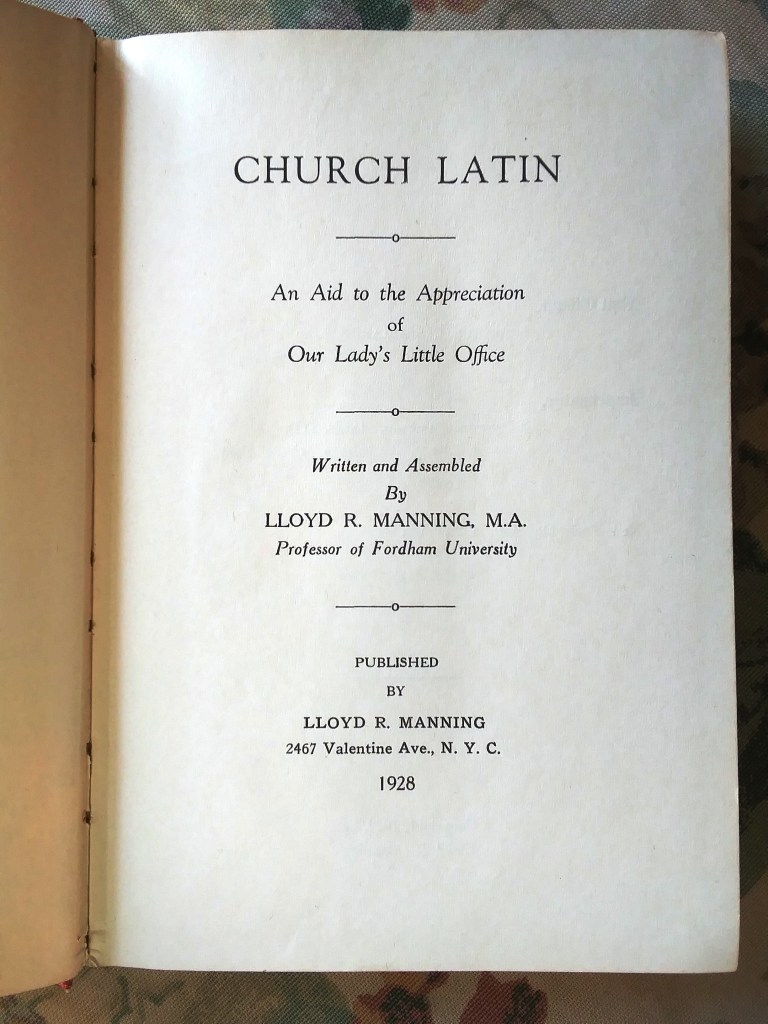 CHURCH LATIN
An Aid to the Appreciation
of
Our Lady's Little Office
Written and Assembled
By
LLOYD R. MANNING, M.A.
Professor of Fordham University
PUBLISHED
BY
LLOYD R. MANNING
2467 Valentine Ave., N. Y. C.
1928